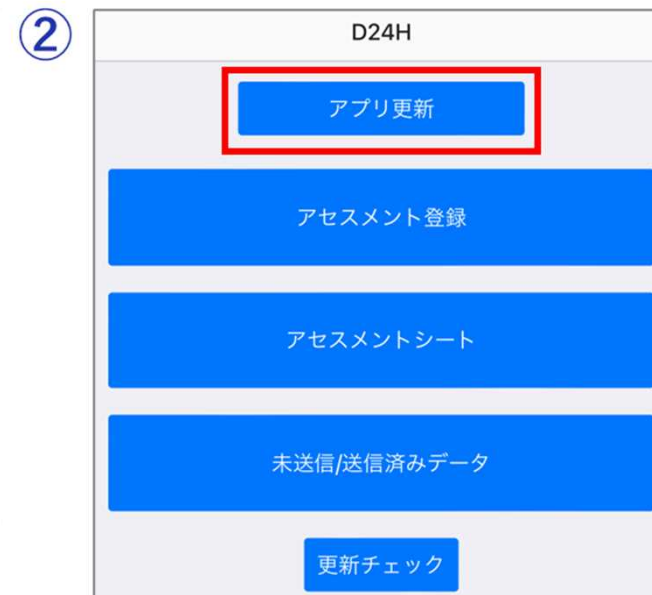 ②
D24H
アプリ更新
アセスメント登録
アセスメントシート
未送信/送信済みデータ
更新チェック